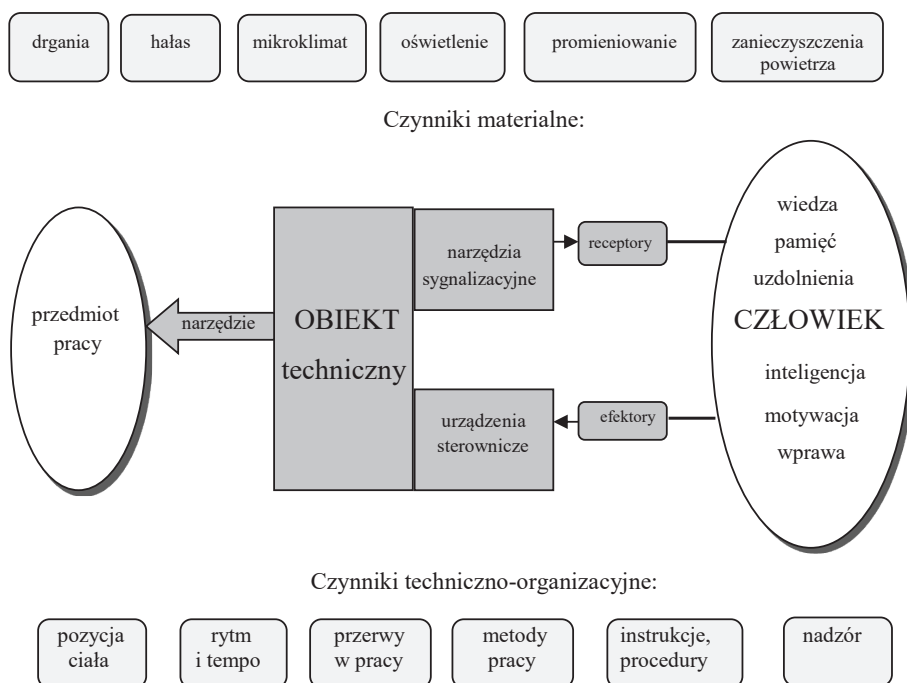 drgania
hałas
mikroklimat
oświetlenie
promieniowanie
zanieczyszczenia
powietrza
Czynniki materialne:
przedmiot
pracy
narzędzie
OBIEKT
techniczny
narzędzia
sygnalizacyjne
receptory
urządzenia
sterownicze
efektory
wiedza
pamięć
uzdolnienia
CZŁOWIEK
inteligencja
motywacja
wprawa
Czynniki techniczno-organizacyjne:
pozycja
ciała
rytm
i tempo
przerwy
w pracy
metody
pracy
instrukcje,
procedury
nadzór